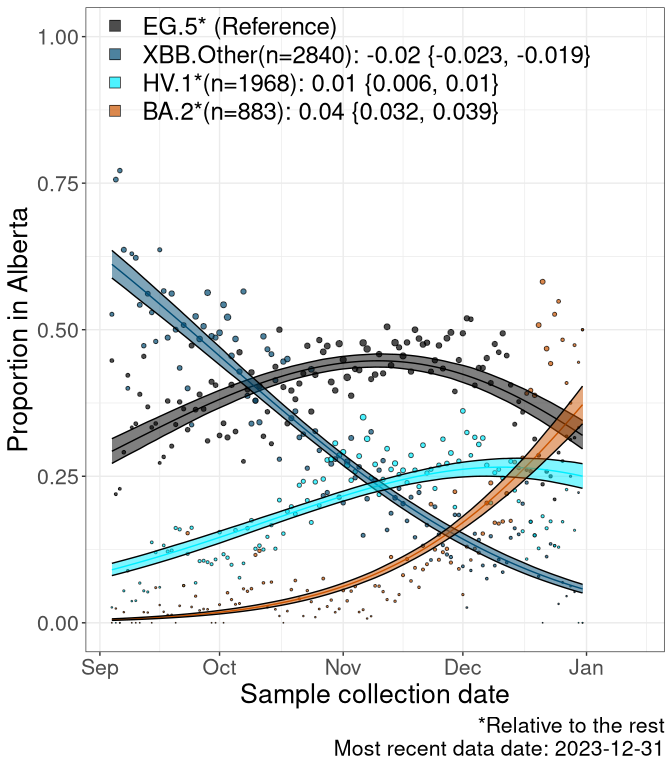 EG.5* (Reference)
XBB.Other(n=2840): -0.02 {-0.023, -0.019}
HV.1*(n=1968): 0.01 {0.006, 0.01}
BA.2*(n=883): 0.04 {0.032, 0.039}
Proportion in Alberta
1.00
0.75
0.50
0.25
0.00
Sep Oct Nov Dec Jan
Sample collection date
*Relative to the rest
Most recent data date: 2023-12-31